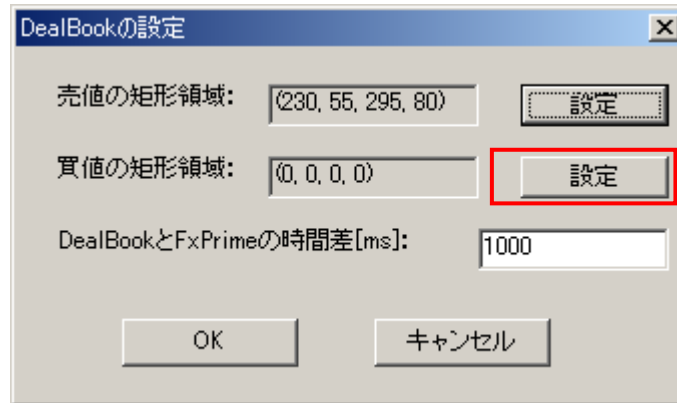 DealBookの設定
売値の矩形領域: (230, 55, 295, 80) 設定
買値の矩形領域: (0, 0, 0, 0) 設定
DealBookとFxPrimeの時間差[ms]: 1000
OK キャンセル